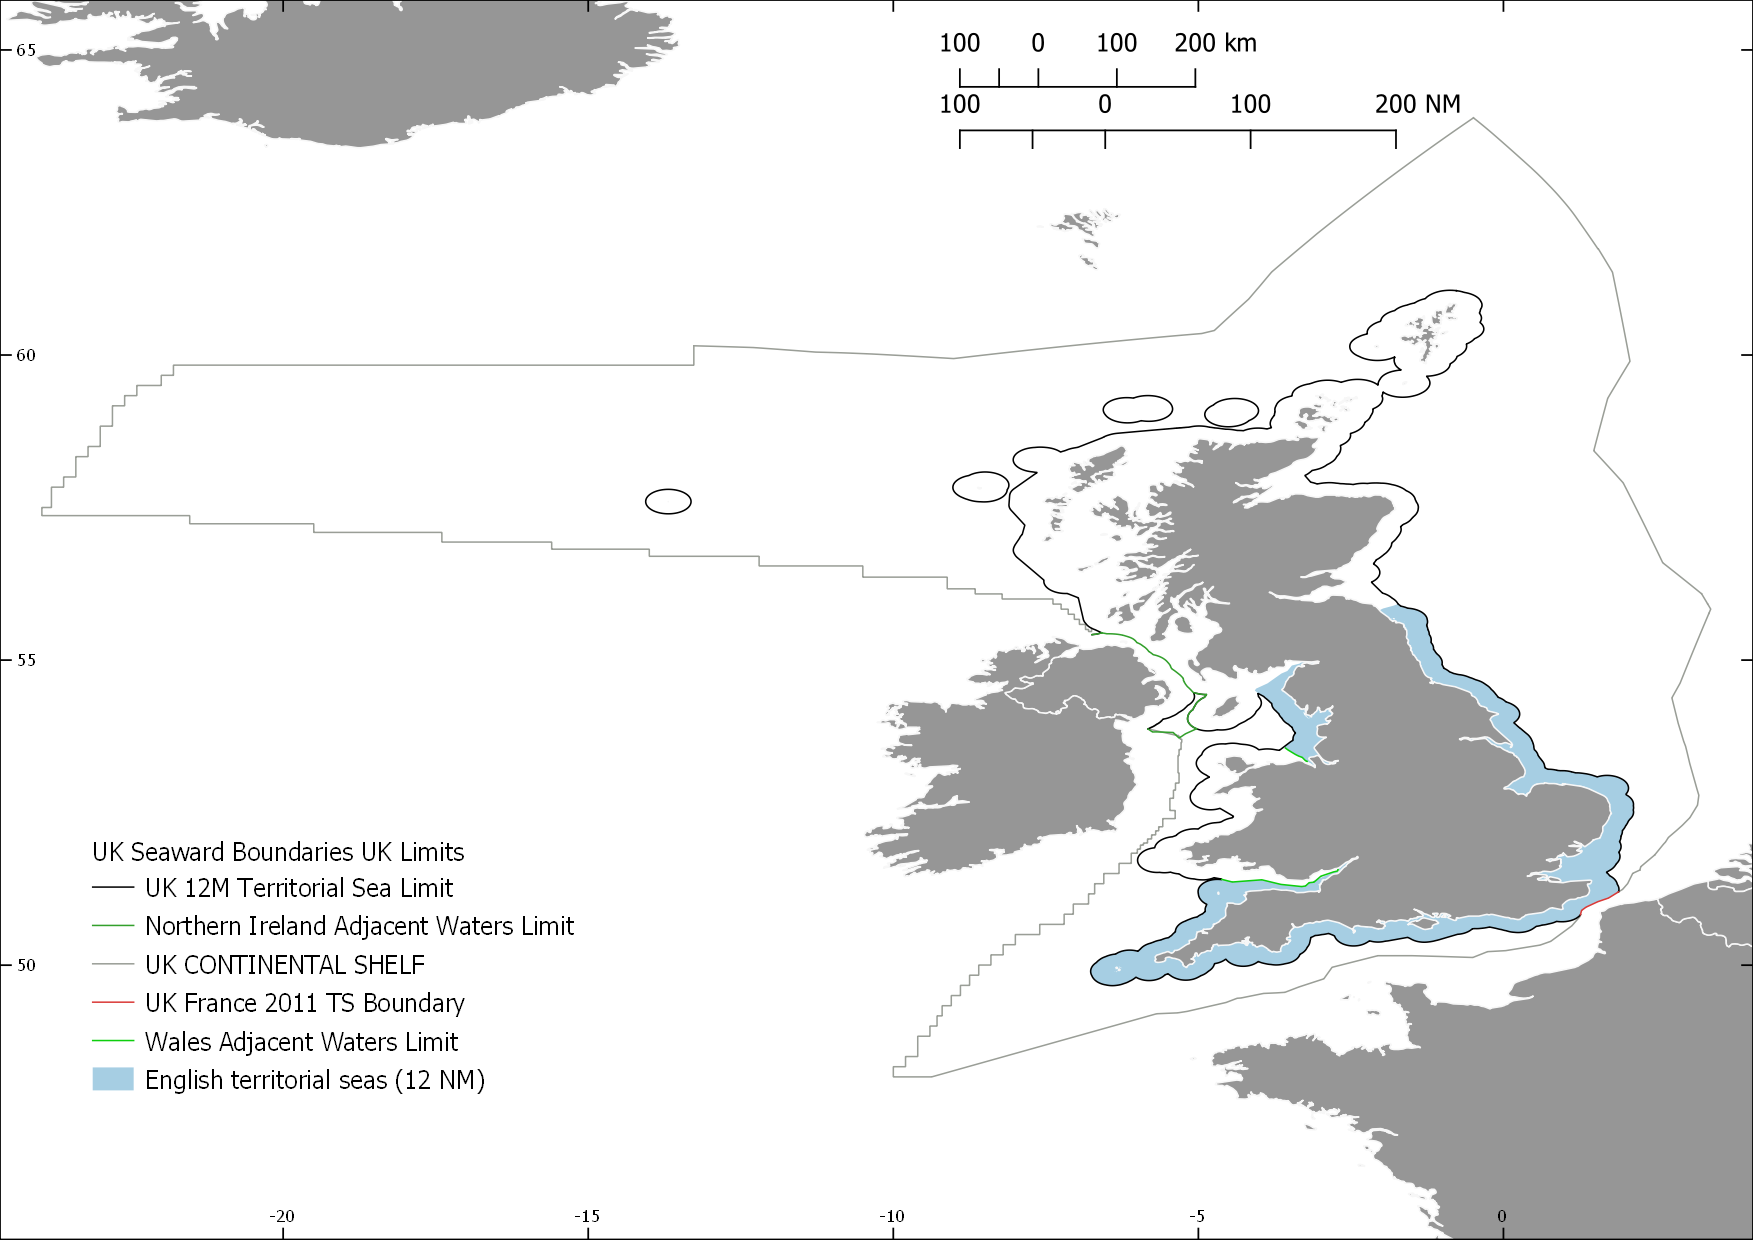 100 0 100 200 km
100 0 100 200 NM
65
60
55
50
UK Seaward Boundaries UK Limits
UK 12M Territorial Sea Limit
Northern Ireland Adjacent Waters Limit
UK CONTINENTAL SHELF
UK France 2011 TS Boundary
Wales Adjacent Waters Limit
English territorial seas (12 NM)
-20 -15 -10 -5 0